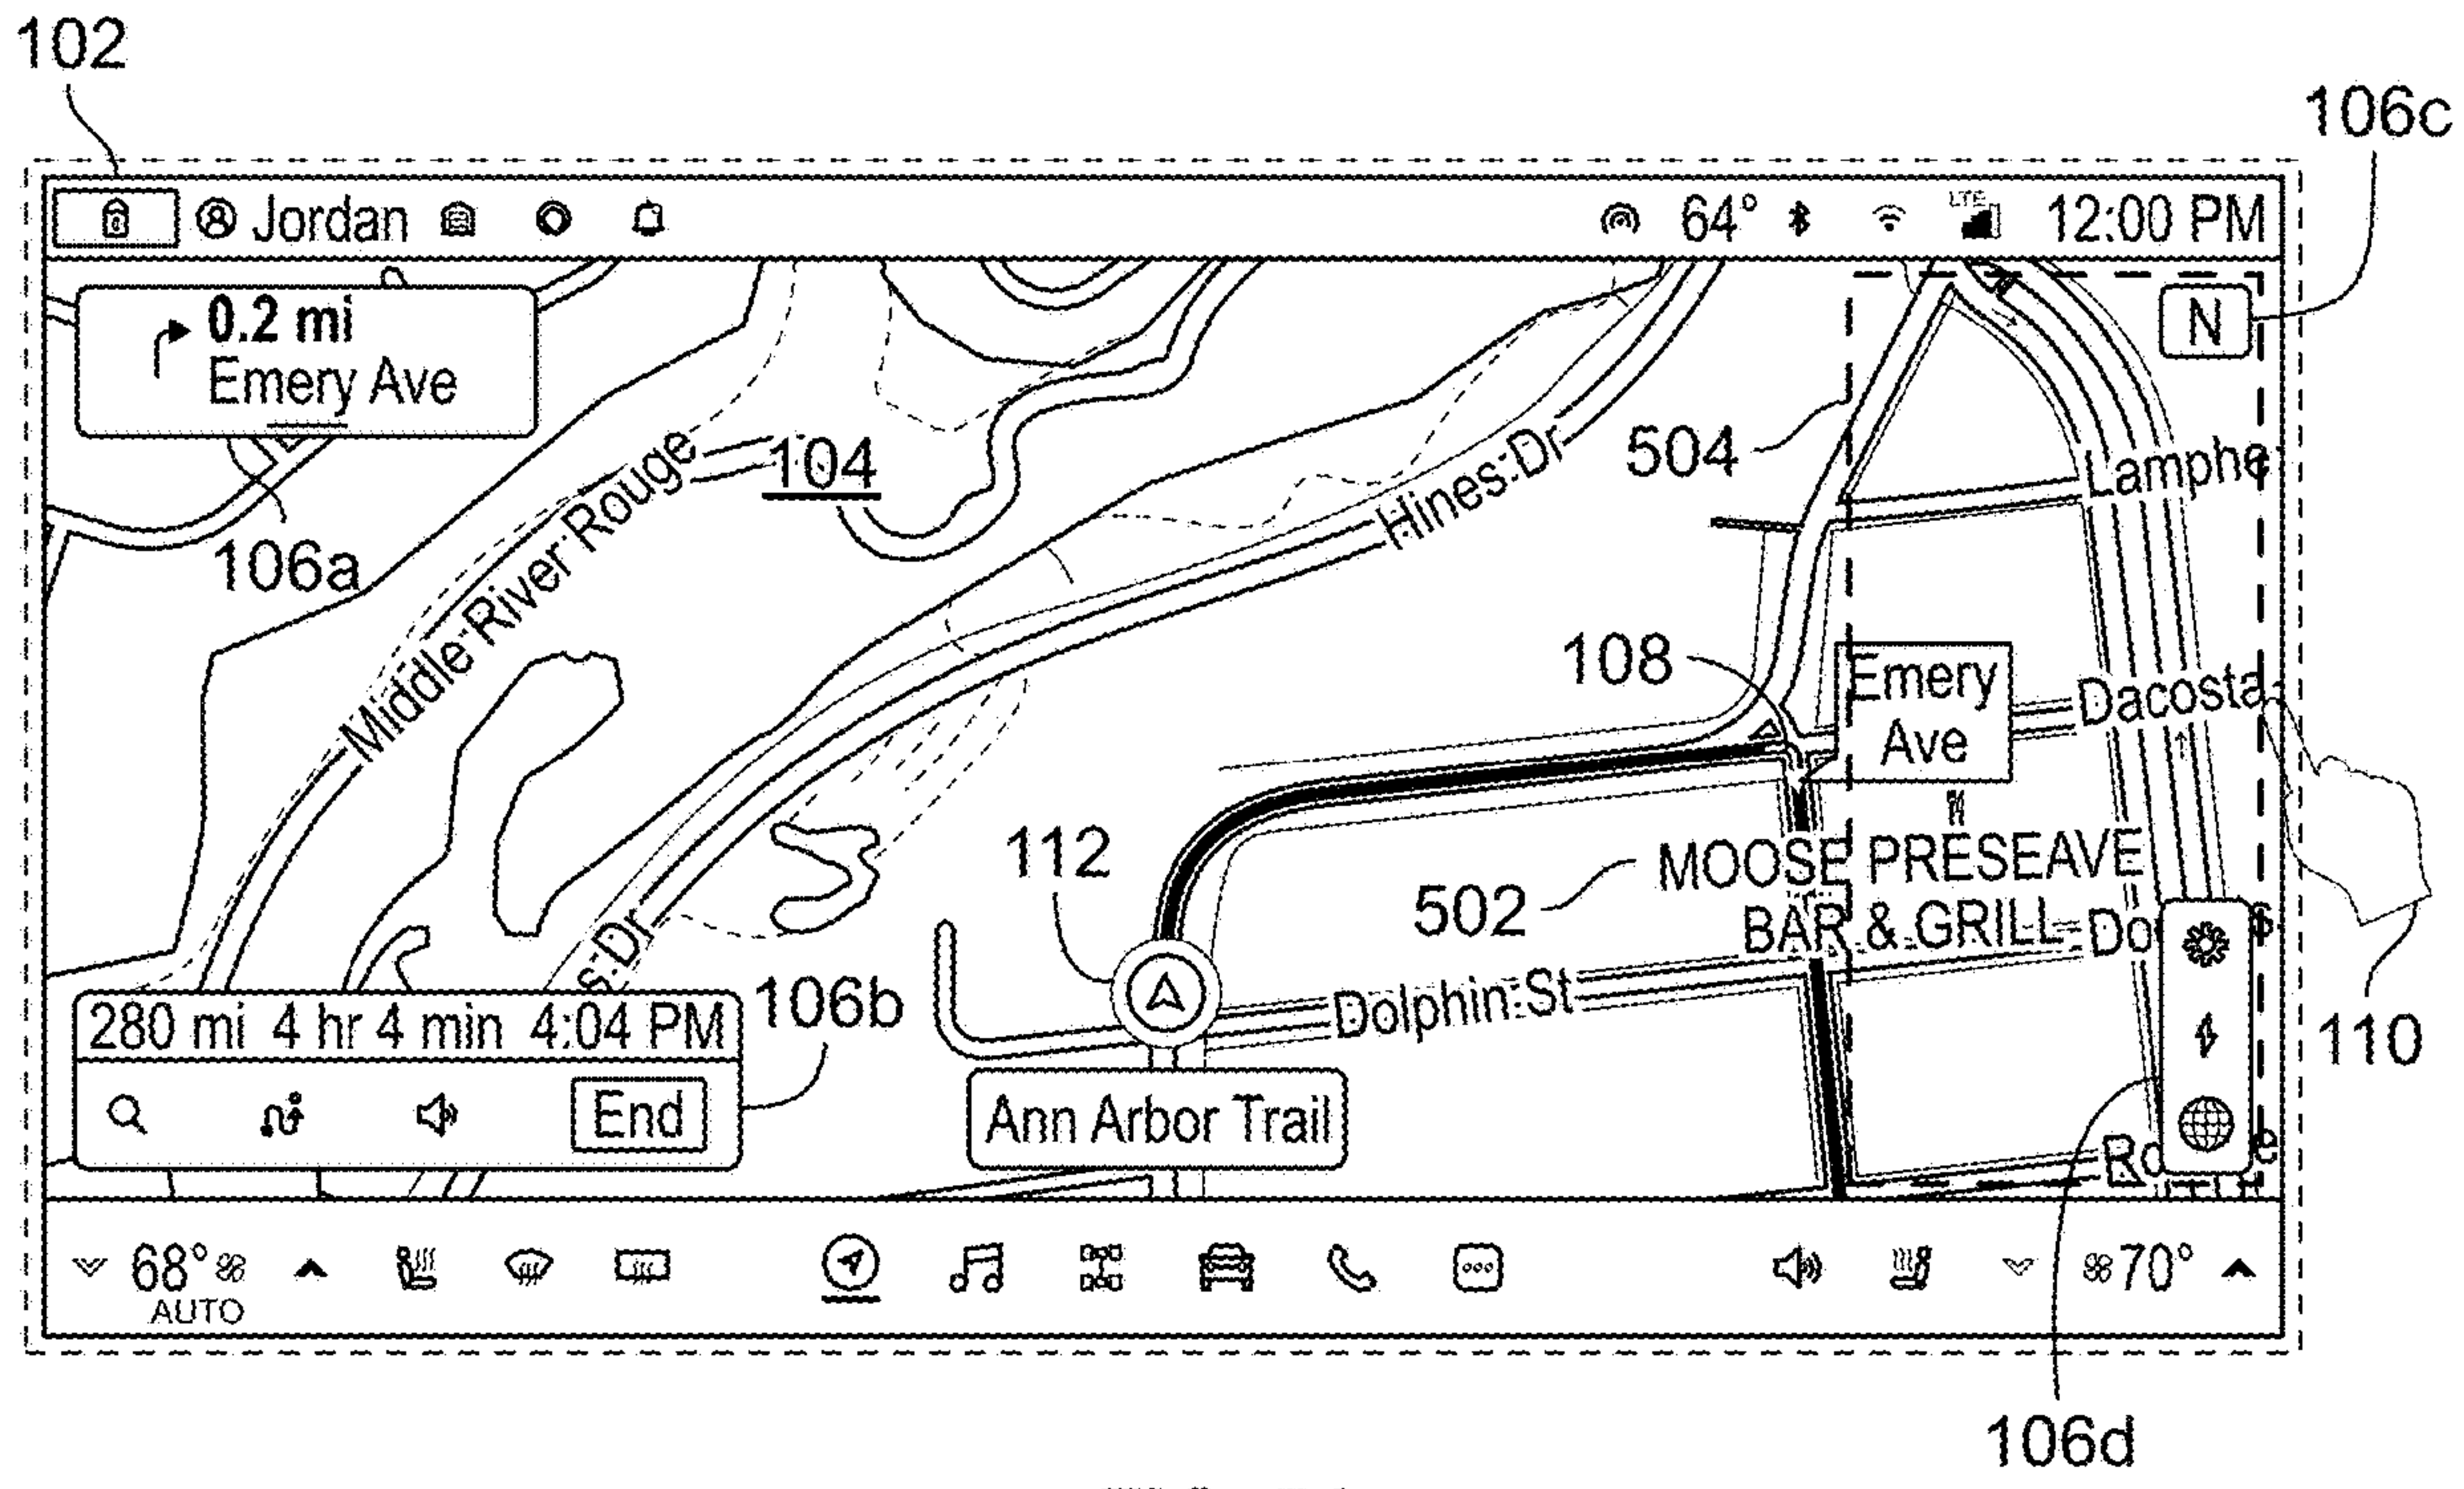 102
106c
Jordan
64°
LTE
12:00 PM
0.2 mi
Emery Ave
N
104
504
Hines Dr
Lamphe
106a
Middle River Rouge
108
Emery
Ave
Dacosta
112
502
MOOSE PRESEAVE
BAR & GRILL
Do
s
s Dr
106b
Dolphin St
110
280 mi 4 hr 4 min 4:04 PM
End
Ann Arbor Trail
Ro
e
68°
AUTO
70°
106d